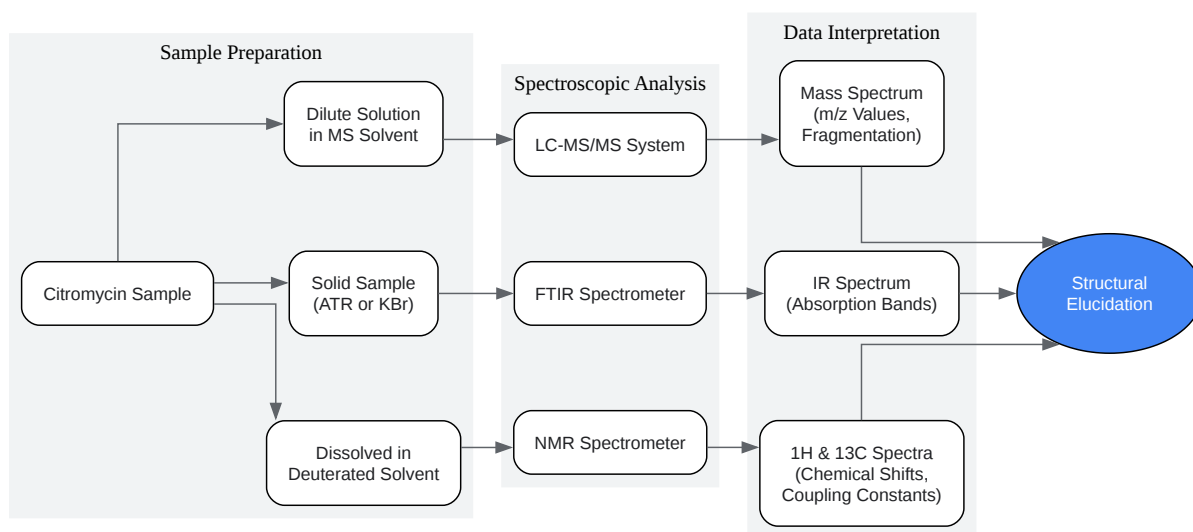 Sample Preparation
Spectroscopic Analysis
Data Interpretation
Citromycin Sample
Dilute Solution
in MS Solvent
LC-MS/MS System
Mass Spectrum
(m/z Values,
Fragmentation)
Solid Sample
(ATR or KBr)
FTIR Spectrometer
IR Spectrum
(Absorption Bands)
Dissolved in
Deuterated Solvent
NMR Spectrometer
1H & 13C Spectra
(Chemical Shifts,
Coupling Constants)
Structural
Elucidation